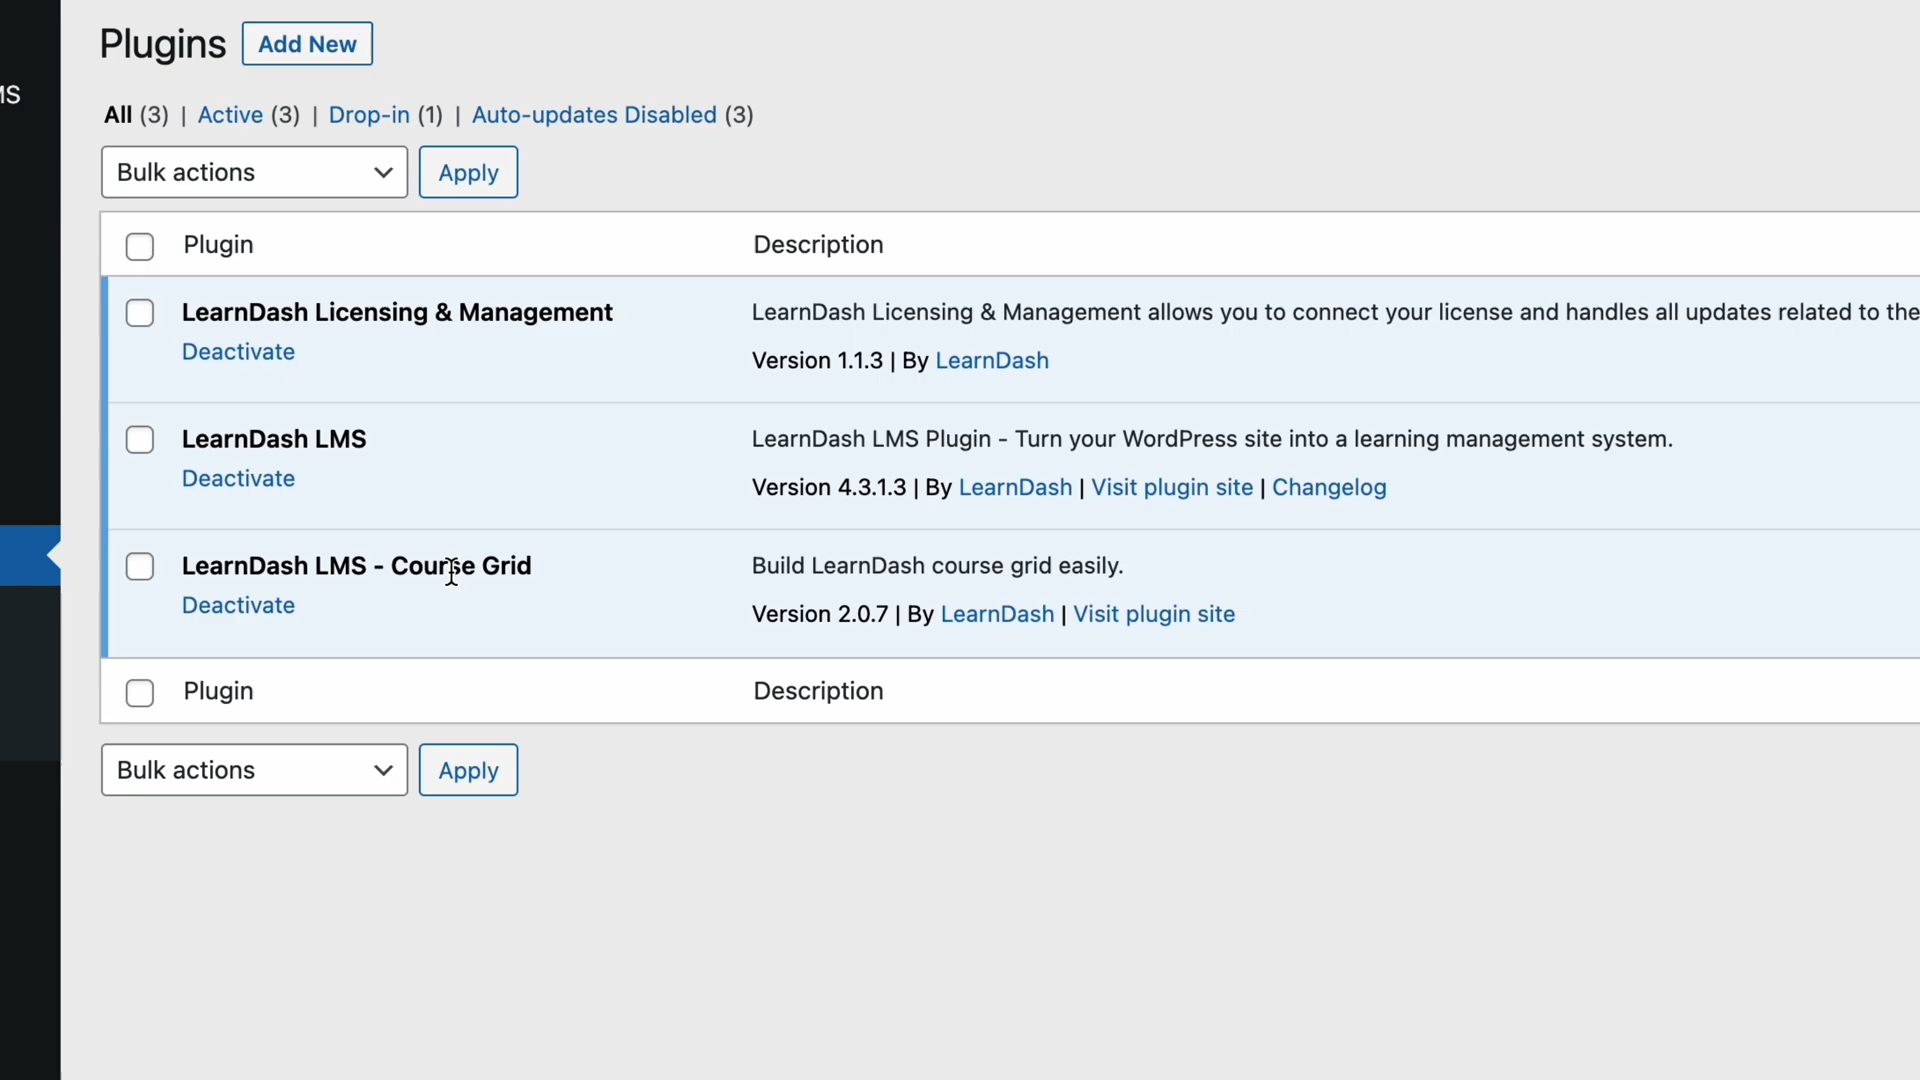 Plugins Add New
MS
All (3) | Active (3) | Drop-in (1) | Auto-updates Disabled (3)
Bulk actions Apply
Plugin Description
LearnDash Licensing & Management LearnDash Licensing & Management allows you to connect your license and handles all updates related to the
Deactivate Version 1.1.3 | By LearnDash
LearnDash LMS LearnDash LMS Plugin - Turn your WordPress site into a learning management system.
Deactivate Version 4.3.1.3 | By LearnDash | Visit plugin site | Changelog
LearnDash LMS - Course Grid Build LearnDash course grid easily.
Deactivate Version 2.0.7 | By LearnDash | Visit plugin site
Plugin Description
Bulk actions Apply